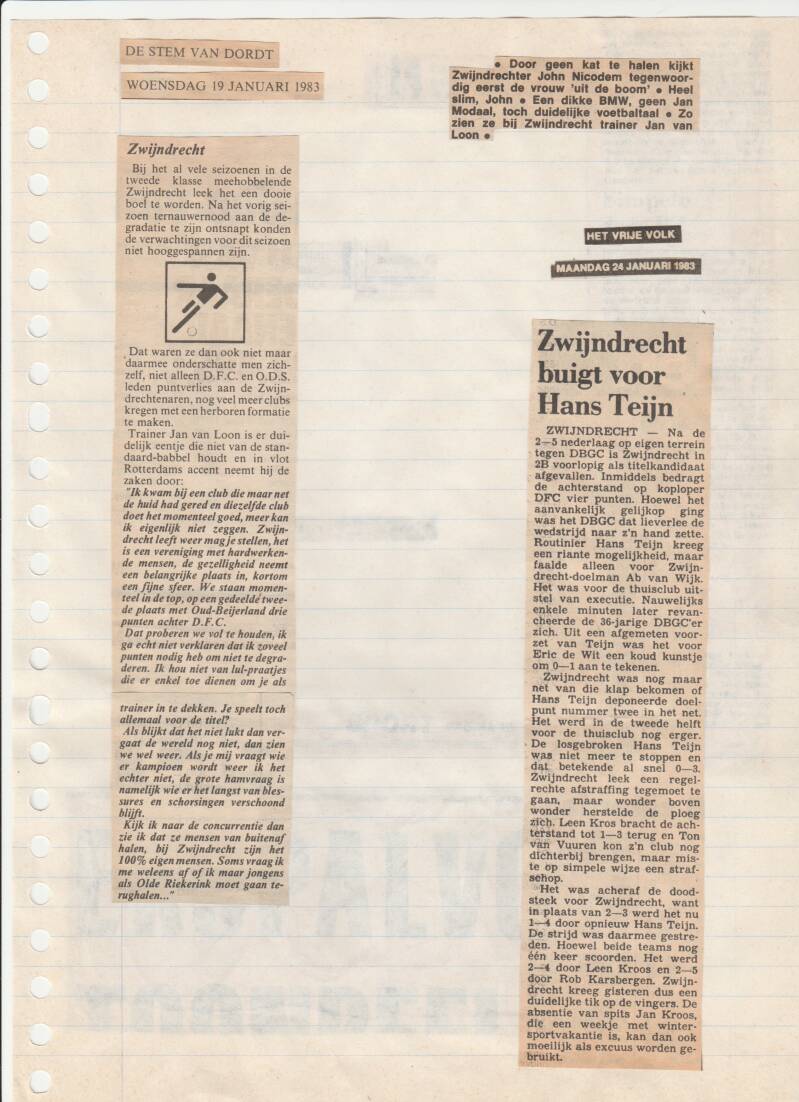 DE STEM VAN DORDT
WOENSDAG 19 JANUARI 1983
Zwijndrecht
Bij het al vele seizoenen in de
tweede klasse meehobbelende
Zwijndrecht leek het een dooie
boel te worden. Na het vorig sei-
zoen ternauwernood aan de de-
gradatie te zijn ontsnapt konden
de verwachtingen voor dit seizoen
niet hooggespannen zijn.
Dat waren ze dan ook niet maar
daarmee onderschatte men zich-
zelf, niet alleen D.F.C. en O.D.S.
leden puntverlies aan de Zwijn-
drechtenaren, nog veel meer clubs
kregen met een herboren formatie
te maken.
Trainer Jan van Loon is er dui-
delijk eentje die niet van de stan-
daard-babbel houdt en in vlot
Rotterdams accent neemt hij de
zaken door:
"Ik kwam bij een club die maar net
de huid had gered en diezelfde club
doet het momenteel goed, meer kan
ik eigenlijk niet zeggen. Zwijn-
drecht leeft weer mag je stellen, het
is een vereniging met hardwerken-
de mensen, de gezelligheid neemt
een belangrijke plaats in, kortom
een fijne sfeer. We staan momen-
teel in de top, op een gedeelde twee-
de plaats met Oud-Beijerland drie
punten achter D.F.C.
Dat proberen we vol te houden, ik
ga echt niet verklaren dat ik zoveel
punten nodig heb om niet te degra-
deren. Ik hou niet van lul-praatjes
die er enkel toe dienen om je als
trainer in te dekken. Je speelt toch
allemaal voor de titel?
Als blijkt dat het niet lukt dan ver-
gaat de wereld nog niet, dan zien
we wel weer. Als je mij vraagt wie
er kampioen wordt weer ik het
echter niet, de grote hamvraag is
namelijk wie er het langst van bles-
sures en schorsingen verschoond
blijft.
Kijk ik naar de concurrentie dan
zie ik dat ze mensen van buitenaf
halen, bij Zwijndrecht zijn het
100% eigen mensen. Soms vraag ik
me weleens af of ik maar jongens
als Olde Riekerink moet gaan te-
rughalen..."
• Door geen kat te halen kijkt
Zwijndrechter John Nicodem tegenwoor-
dig eerst de vrouw 'uit de boom' • Heel
slim, John • Een dikke BMW, geen Jan
Modaal, toch duidelijke voetbaltaal • Zo
zien ze bij Zwijndrecht trainer Jan van
Loon •
HET VRIJE VOLK
MAANDAG 24 JANUARI 1983
Zwijndrecht
buigt voor
Hans Teijn
ZWIJNDRECHT — Na de
2—5 nederlaag op eigen terrein
tegen DBGC is Zwijndrecht in
2B voorlopig als titelkandidaat
afgevallen. Inmiddels bedragt
de achterstand op koploper
DFC vier punten. Hoewel het
aanvankelijk gelijkop ging
was het DBGC dat lieverlee de
wedstrijd naar z'n hand zette.
Routinier Hans Teijn kreeg
een riante mogelijkheid, maar
faalde alleen voor Zwijn-
drecht-doelman Ab van Wijk.
Het was voor de thuisclub uit-
stel van executie. Nauwelijks
enkele minuten later revan-
cheerde de 36-jarige DBGC'er
zich. Uit een afgemeten voor-
zet van Teijn was het voor
Eric de Wit een koud kunstje
om 0—1 aan te tekenen.
Zwijndrecht was nog maar
net van die klap bekomen of
Hans Teijn deponeerde doel-
punt nummer twee in het net.
Het werd in de tweede helft
voor de thuisclub nog erger.
De losgebroken Hans Teijn
was niet meer te stoppen en
dat betekende al snel 0—3.
Zwijndrecht leek een regel-
rechte afstraffing tegemoet te
gaan, maar wonder boven
wonder herstelde de ploeg
zich. Leen Kros bracht de ach-
terstand tot 1—3 terug en Ton
van Vuuren kon z'n club nog
dichterbij brengen, maar mis-
te op simpele wijze een straf-
schop.
Het was acheraf de dood-
steek voor Zwijndrecht, want
in plaats van 2—3 werd het nu
1—4 door opnieuw Hans Teijn.
De strijd was daarmee gestre-
den. Hoewel beide teams nog
één keer scoorden. Het werd
2—4 door Leen Kroos en 2—5
door Rob Karsbergen. Zwijn-
drecht kreeg gisteren dus een
duidelijke tik op de vingers. De
absentie van spits Jan Kroos,
die een weekje met winter-
sportvakantie is, kan dan ook
moeilijk als excuus worden ge-
bruikt.